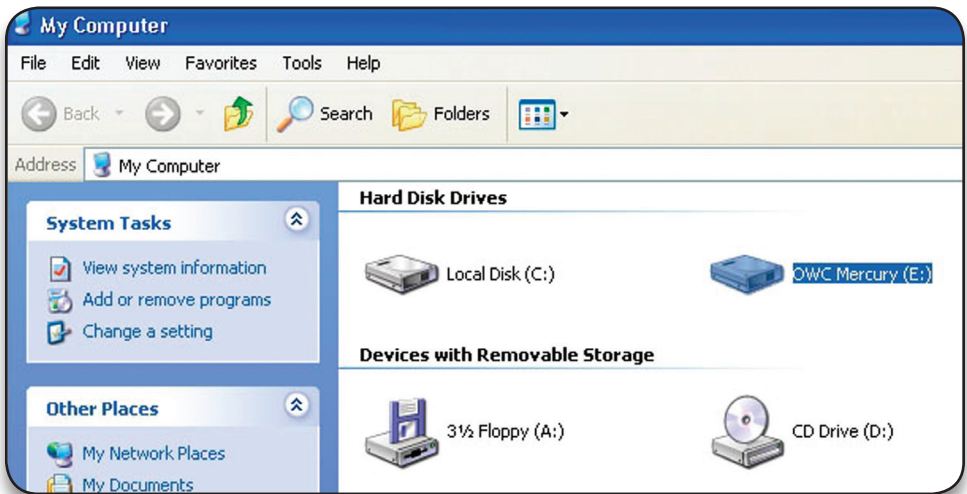 My Computer
File Edit View Favorites Tools Help
Back Search Folders
Address My Computer
System Tasks
View system information
Add or remove programs
Change a setting
Other Places
My Network Places
My Documents
Hard Disk Drives
Local Disk (C:) OWC Mercury (E:)
Devices with Removable Storage
3½ Floppy (A:) CD Drive (D:)